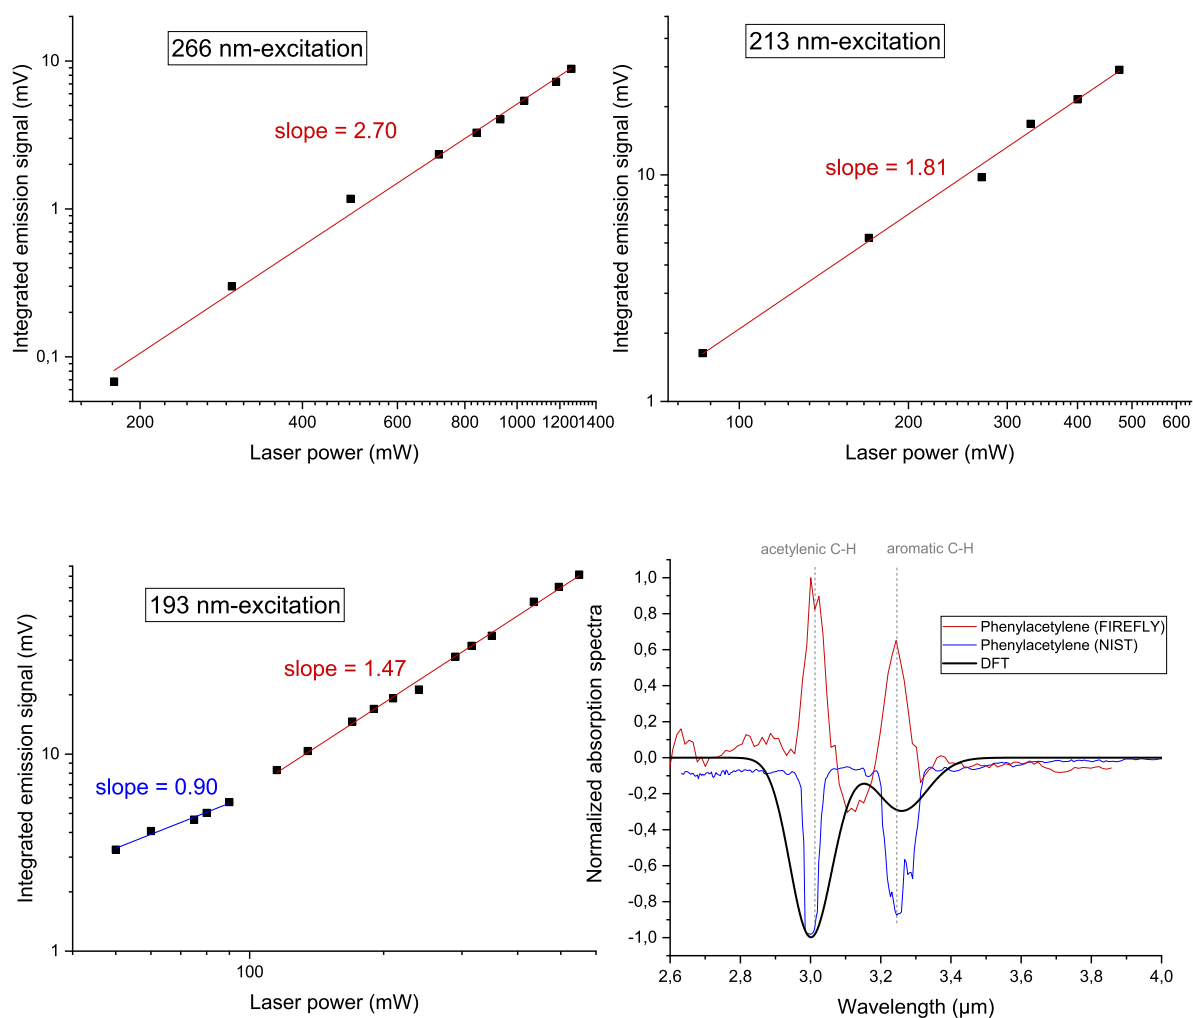 266 nm-excitation
slope = 2.70
10
1
0,1
200
400
600
800
1000
1200
1400
Laser power (mW)
Integrated emission signal (mV)
213 nm-excitation
slope = 1.81
10
1
100
200
300
400
500
600
Laser power (mW)
Integrated emission signal (mV)
193 nm-excitation
slope = 1.47
slope = 0.90
10
1
100
Laser power (mW)
Integrated emission signal (mV)
acetylenic C-H
aromatic C-H
Phenylacetylene (FIREFLY)
Phenylacetylene (NIST)
DFT
1,0
0,8
0,6
0,4
0,2
0,0
-0,2
-0,4
-0,6
-0,8
-1,0
2,6
2,8
3,0
3,2
3,4
3,6
3,8
4,0
Wavelength (µm)
Normalized absorption spectra